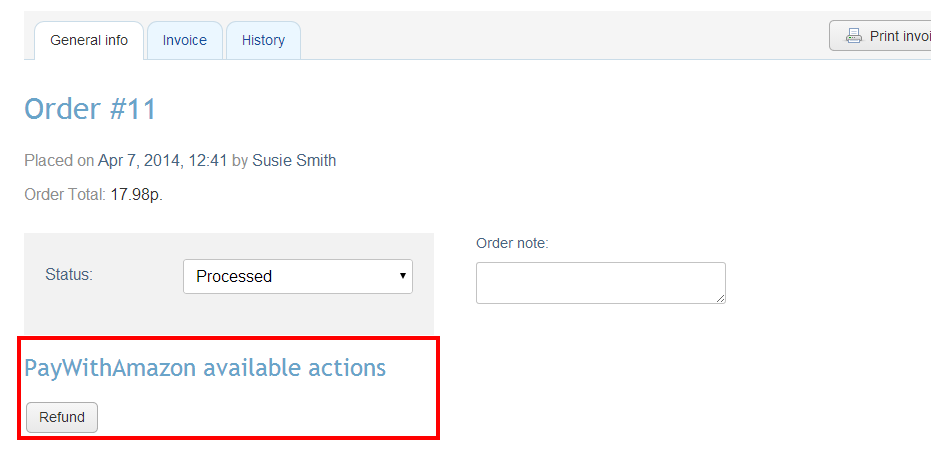 General info
Invoice
History
Print invoi
Order #11
Placed on Apr 7, 2014, 12:41 by Susie Smith
Order Total: 17.98p.
Order note:
Status:
Processed
PayWithAmazon available actions
Refund